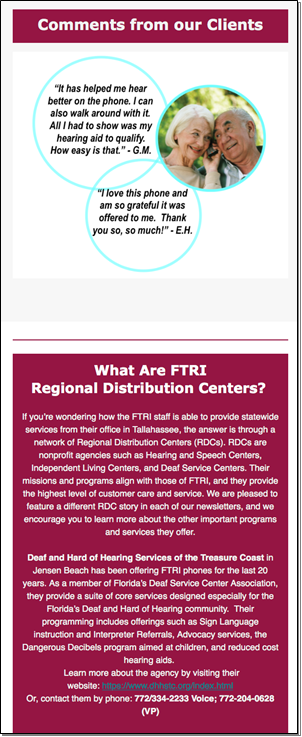 Comments from our Clients
“It has helped me hear
better on the phone. I can
also walk around with it.
All I had to show was my
hearing aid to qualify.
How easy is that.” - G.M.
“I love this phone and
am so grateful it was
offered to me.  Thank
you so, so much!” - E.H.
What Are FTRI
Regional Distribution Centers?
If you’re wondering how the FTRI staff is able to provide statewide
services from their office in Tallahassee, the answer is through a
network of Regional Distribution Centers (RDCs). RDCs are
nonprofit agencies such as Hearing and Speech Centers,
Independent Living Centers, and Deaf Service Centers. Their
missions and programs align with those of FTRI, and they provide
the highest level of customer care and service. We are pleased to
feature a different RDC story in each of our newsletters, and we
encourage you to learn more about the other important programs
and services they offer.
Deaf and Hard of Hearing Services of the Treasure Coast in
Jensen Beach has been offering FTRI phones for the last 20
years. As a member of Florida’s Deaf Service Center Association,
they provide a suite of core services designed especially for the
Florida’s Deaf and Hard of Hearing community.  Their
programming includes offerings such as Sign Language
instruction and Interpreter Referrals, Advocacy services, the
Dangerous Decibels program aimed at children, and reduced cost
hearing aids.
Learn more about the agency by visiting their
website: https://www.dhhstc.org/index.html
Or, contact them by phone: 772/334-2233 Voice; 772-204-0628
(VP)